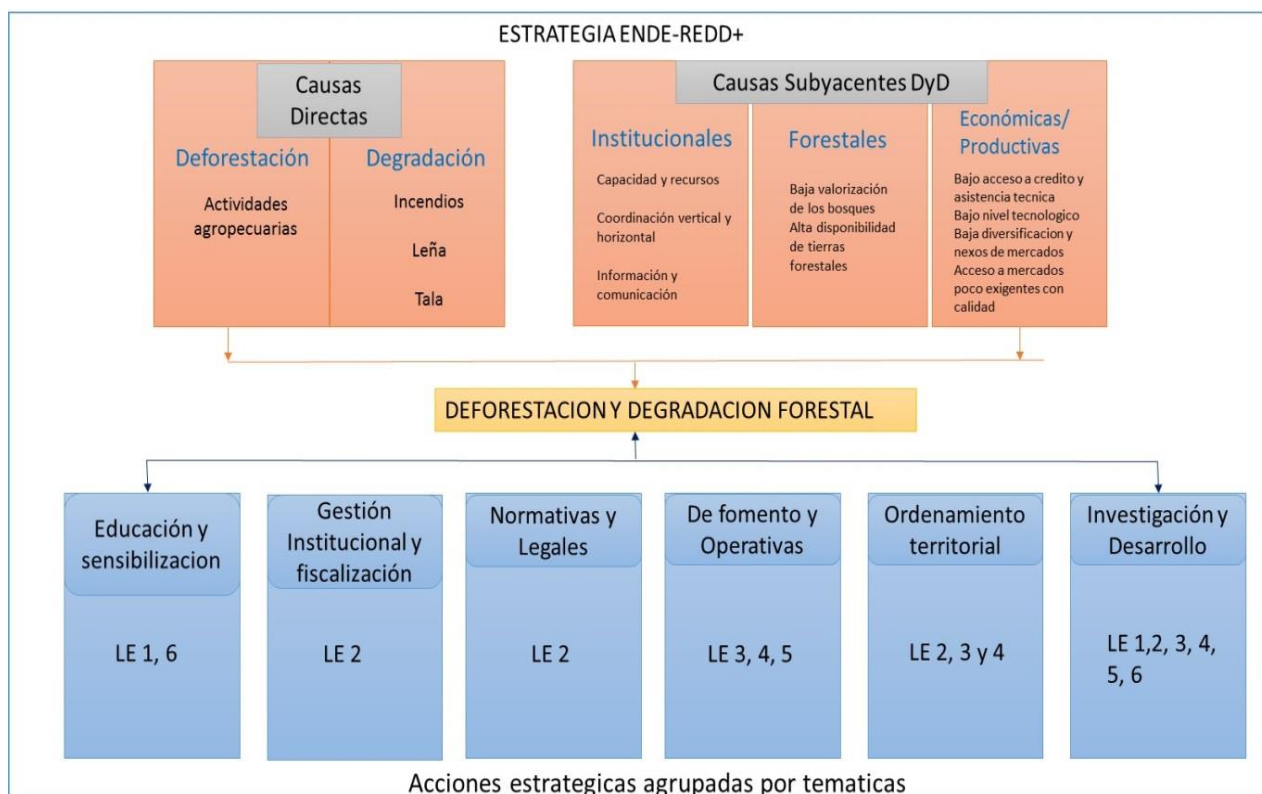 ESTRATEGIA ENDE-REDD+
Causas
Directas
Deforestación
Actividades
agropecuarias
Degradación
Incendios
Leña
Tala
Causas Subyacentes DyD
Institucionales
Capacidad y recursos
Coordinación vertical y
horizontal
Información y
comunicación
Forestales
Baja valorización
de los bosques
Alta disponibilidad
de tierras
forestales
Económicas/
Productivas
Bajo acceso a credito y
asistencia tecnica
Bajo nivel tecnologico
Baja diversificacion y
nexos de mercados
Acceso a mercados
poco exigentes con
calidad
DEFORESTACION Y DEGRADACION FORESTAL
Educación y
sensibilizacion
LE 1, 6
Gestión
Institucional y
fiscalización
LE 2
Normativas y
Legales
LE 2
De fomento y
Operativas
LE 3, 4, 5
Ordenamiento
territorial
LE 2, 3 y 4
Investigación y
Desarrollo
LE 1,2, 3, 4,
5, 6
Acciones estrategicas agrupadas por tematicas